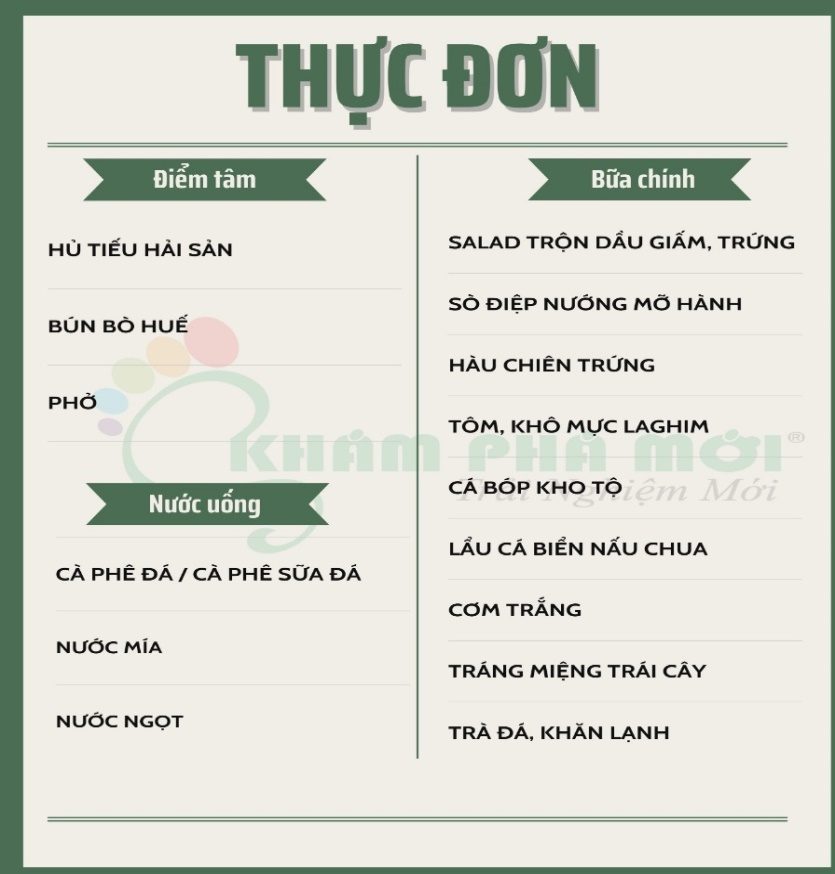 THỰC ĐƠN
Điểm tâm
HỦ TIẾU HẢI SẢN
BÚN BÒ HUẾ
PHỞ
Nước uống
CÀ PHÊ ĐÁ / CÀ PHÊ SỮA ĐÁ
NƯỚC MÍA
NƯỚC NGỌT
Bữa chính
SALAD TRỘN DẦU GIẤM, TRỨNG
SÒ ĐIỆP NƯỚNG MỠ HÀNH
HÀU CHIÊN TRỨNG
TÔM, KHÔ MỰC LAGHIM
CÁ BÓP KHO TỘ
LẨU CÁ BIỂN NẤU CHUA
CƠM TRẮNG
TRÁNG MIỆNG TRÁI CÂY
TRÀ ĐÁ, KHĂN LẠNH
KHÁM PHÁ MỚI®
Trải Nghiệm Mới